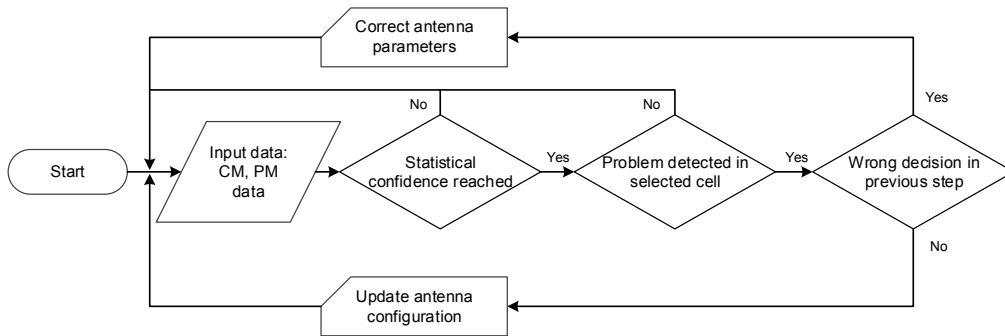 Correct antenna
parameters
No
No
Yes
Start
Input data:
CM, PM
data
Statistical
confidence reached
Yes
Problem detected in
selected cell
Yes
Wrong decision in
previous step
No
Update antenna
configuration